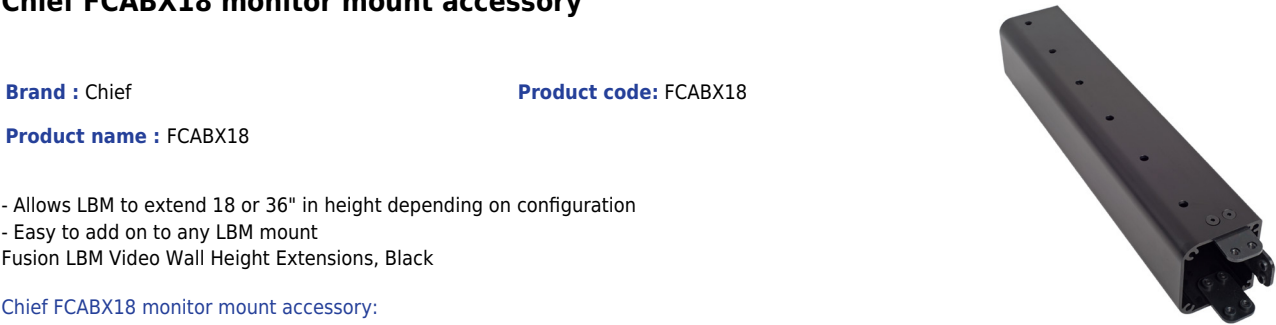 Chief FCABX18 monitor mount accessory
Brand : Chief
Product code: FCABX18
Product name : FCABX18
- Allows LBM to extend 18 or 36" in height depending on configuration
- Easy to add on to any LBM mount
Fusion LBM Video Wall Height Extensions, Black
Chief FCABX18 monitor mount accessory: